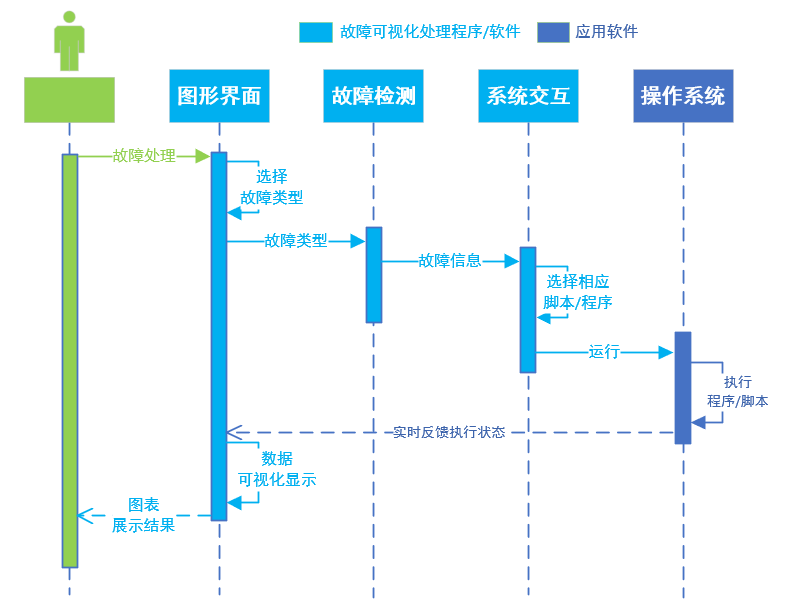 故障可视化处理程序/软件
应用软件
图形界面
故障检测
系统交互
操作系统
故障处理
选择
故障类型
故障类型
故障信息
选择相应
脚本/程序
运行
执行
程序/脚本
实时反馈执行状态
数据
可视化显示
图表
展示结果